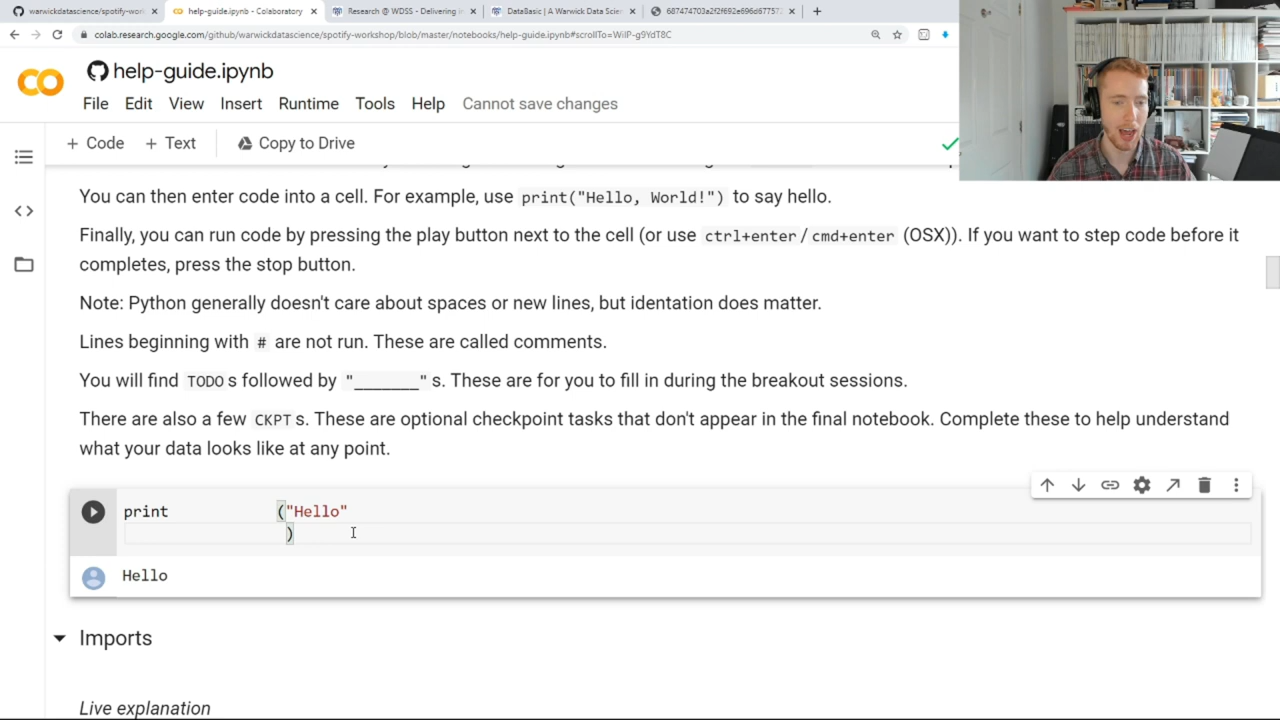 warwickdatascience/spotify-wor
help-guide.ipynb - Colaboratory
Research @ WDSS - Delivering in
DataBasic | A Warwick Data Scien
687474703a2f2f692e696d67757
colab.research.google.com/github/warwickdatascience/spotify-workshop/blob/master/notebooks/help-guide.ipynb#scrollTo=WilP-g9YdT8C
CO
help-guide.ipynb
File Edit View Insert Runtime Tools Help Cannot save changes
+ Code + Text Copy to Drive
You can then enter code into a cell. For example, use print("Hello, World!") to say hello.
Finally, you can run code by pressing the play button next to the cell (or use ctrl+enter / cmd+enter (OSX)). If you want to step code before it
completes, press the stop button.
Note: Python generally doesn't care about spaces or new lines, but identation does matter.
Lines beginning with # are not run. These are called comments.
You will find TODO s followed by "_______" s. These are for you to fill in during the breakout sessions.
There are also a few CKPT s. These are optional checkpoint tasks that don't appear in the final notebook. Complete these to help understand
what your data looks like at any point.
print ("Hello"
)
Hello
Imports
Live explanation